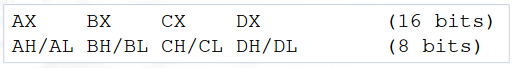 AX BX CX DX (16 bits)
AH/AL BH/BL CH/CL DH/DL (8 bits)